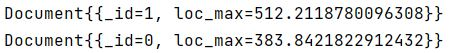 Document{{_id=1, loc_max=512.2118780096308}}
Document{{_id=0, loc_max=383.8421822912432}}